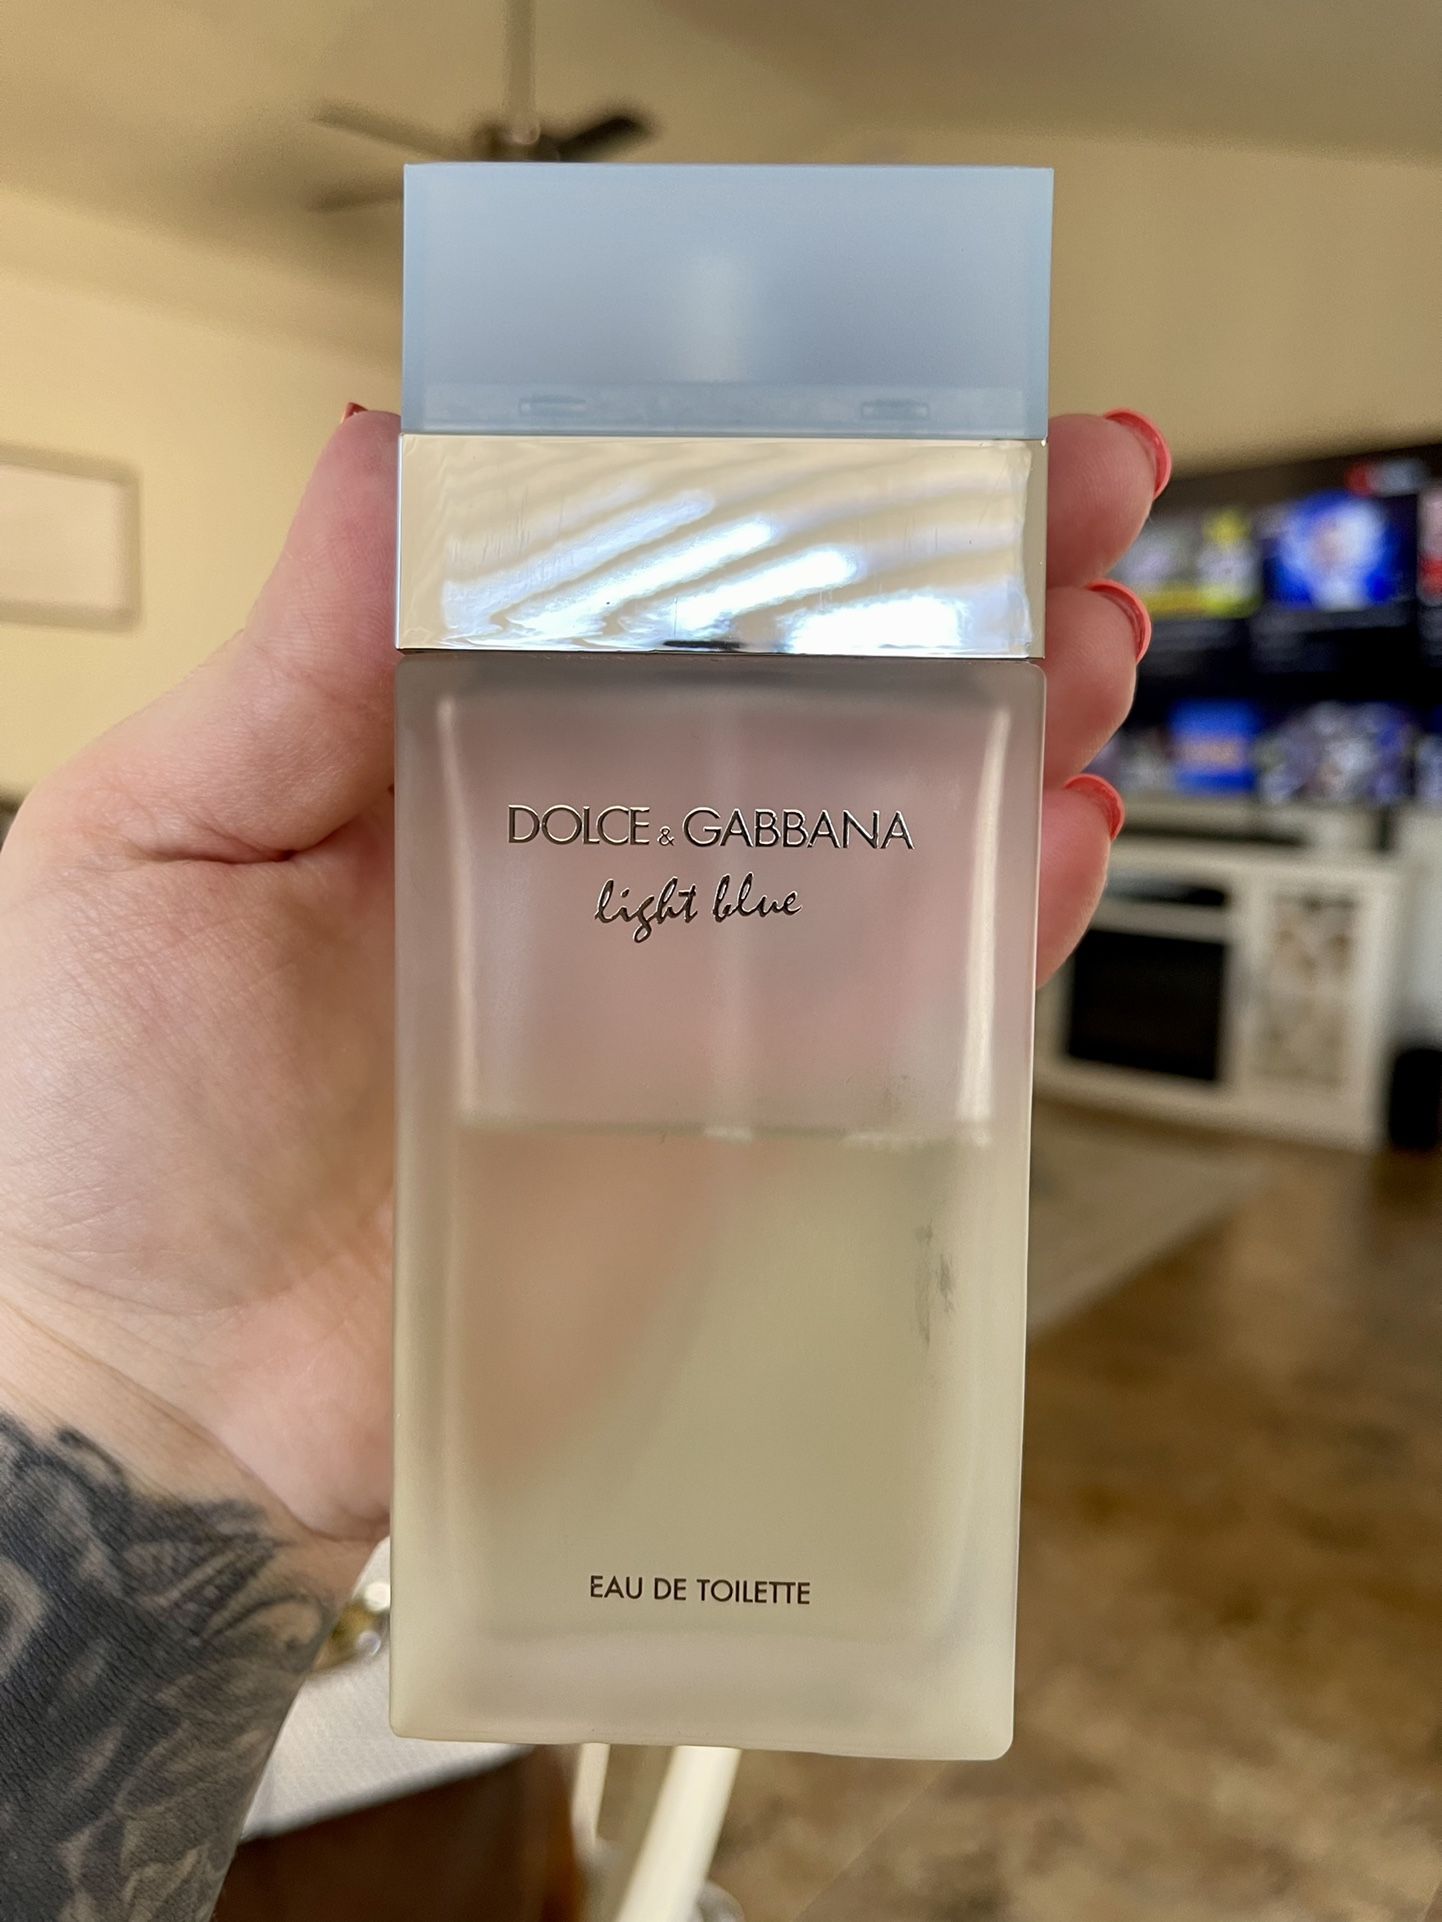 DOLCE & GABBANA
light blue
EAU DE TOILETTE